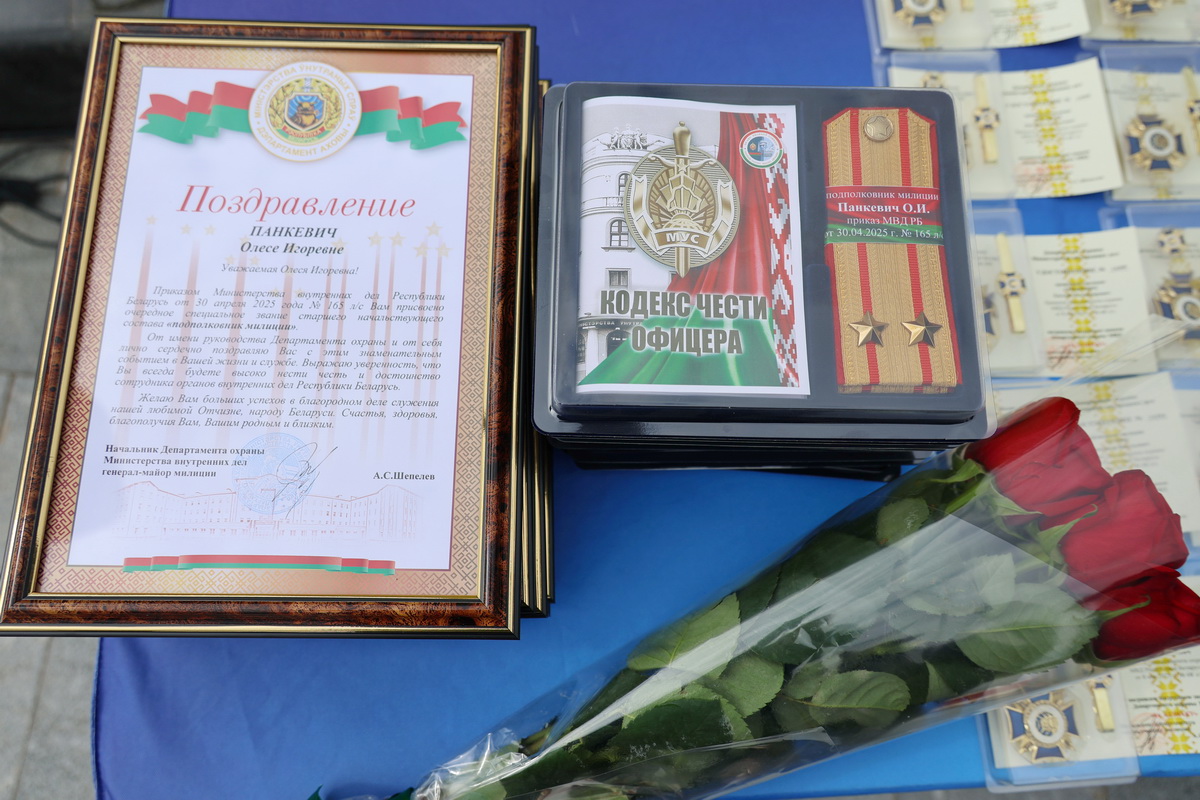 МИНИСТЕРСТВО ВНУТРЕННИХ ДЕЛ
ДЕПАРТАМЕНТ ОХРАНЫ
Поздравление
ПАНКЕВИЧ
Олесе Игоревне
Уважаемая Олеся Игоревна!
Приказом Министерства внутренних дел Республики
Беларусь от 30 апреля 2025 года № 165 л/с Вам присвоено
очередное специальное звание старшего начальствующего
состава «подполковник милиции».
От имени руководства Департамента охраны и от себя
лично сердечно поздравляю Вас с этим знаменательным
событием в Вашей жизни и службе. Выражаю уверенность, что
Вы всегда будете высоко нести честь и достоинство
сотрудника органов внутренних дел Республики Беларусь.
Желаю Вам больших успехов в благородном деле служения
нашей любимой Отчизне, народу Беларуси. Счастья, здоровья,
благополучия Вам, Вашим родным и близким.
Начальник Департамента охраны
Министерства внутренних дел
генерал-майор милиции
А.С.Шепелев
МУС
КОДЕКС ЧЕСТИ
ОФИЦЕРА
подполковник милиции
Панкевич О.И.
приказ МВД РБ
от 30.04.2025 г., № 165 л/с